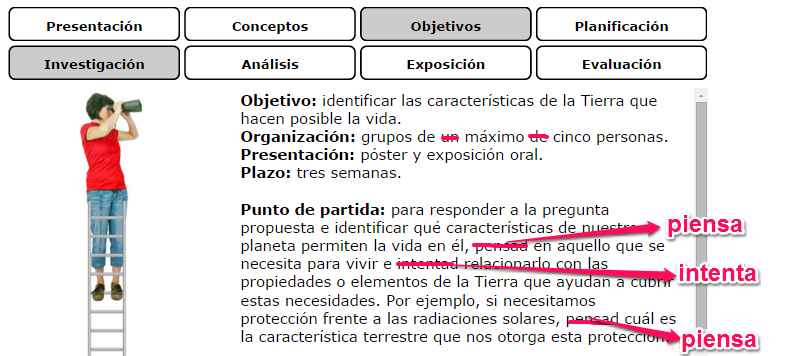 Presentación Conceptos Objetivos Planificación
Investigación Análisis Exposición Evaluación
Objetivo: identificar las características de la Tierra que
hacen posible la vida.
Organización: grupos de un máximo de cinco personas.
Presentación: póster y exposición oral.
Plazo: tres semanas.
Punto de partida: para responder a la pregunta
propuesta e identificar qué características de nuestro
piensa
planeta permiten la vida en él, pensad en aquello que se
necesita para vivir e intentad relacionarlo con las
intenta
propiedades o elementos de la Tierra que ayudan a cubrir
estas necesidades. Por ejemplo, si necesitamos
protección frente a las radiaciones solares, pensad cuál es
la característica terrestre que nos otorga esta protección.
piensa